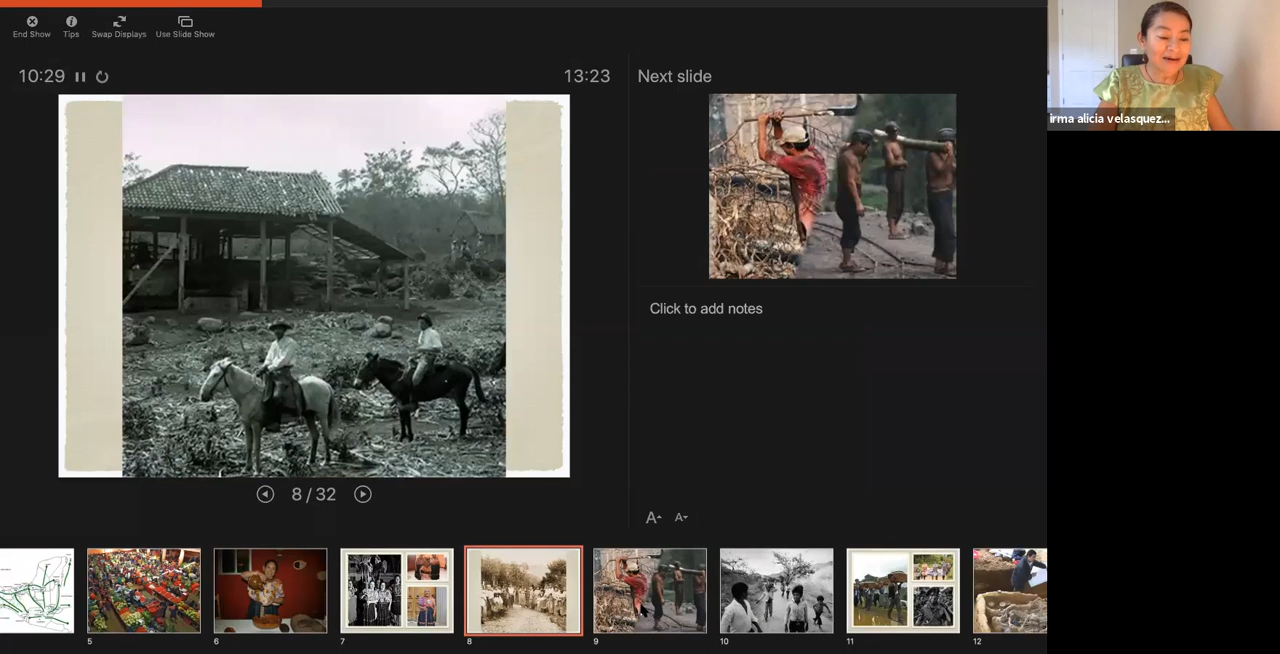 End Show
Tips
Swap Displays
Use Slide Show
10:29
13:23
Next slide
irma alicia velasquez...
Click to add notes
8 / 32
A
A
5
6
7
8
9
10
11
12